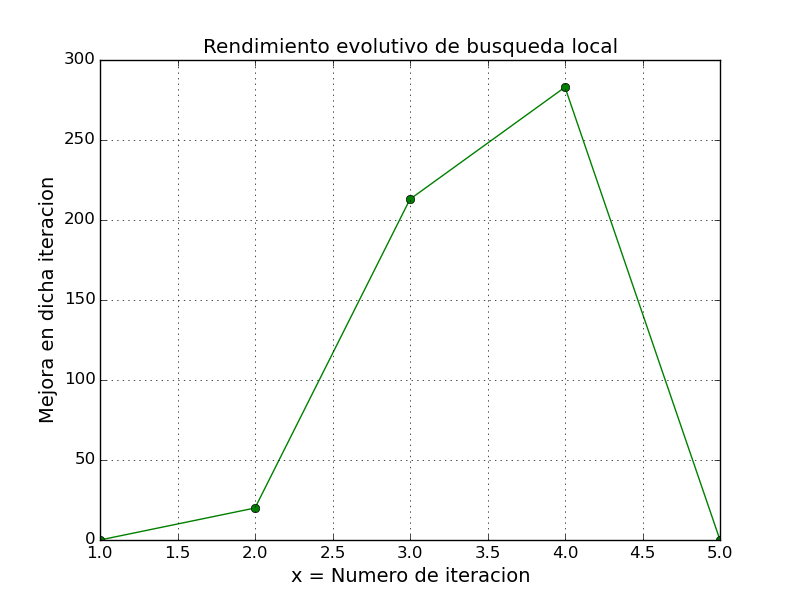 Rendimiento evolutivo de busqueda local
300
250
200
150
100
50
0
Mejora en dicha iteracion
1.0 1.5 2.0 2.5 3.0 3.5 4.0 4.5 5.0
x = Numero de iteracion